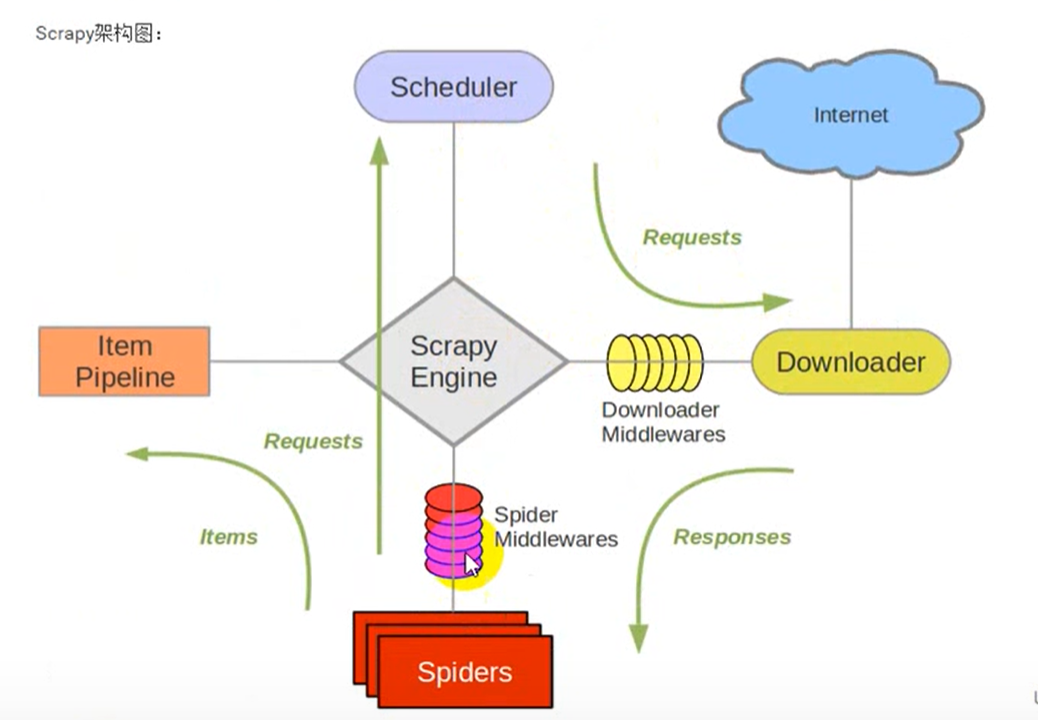 Scrapy架构图：
Scheduler
Internet
Requests
Item
Pipeline
Scrapy
Engine
Downloader
Downloader
Middlewares
Requests
Items
Spider
Middlewares
Responses
Spiders